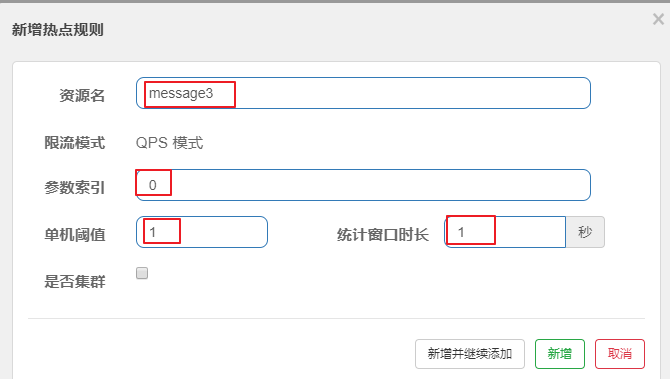 新增热点规则 ×
资源名 message3
限流模式 QPS 模式
参数索引 0
单机阈值 1 统计窗口时长 1 秒
是否集群
新增并继续添加 新增 取消